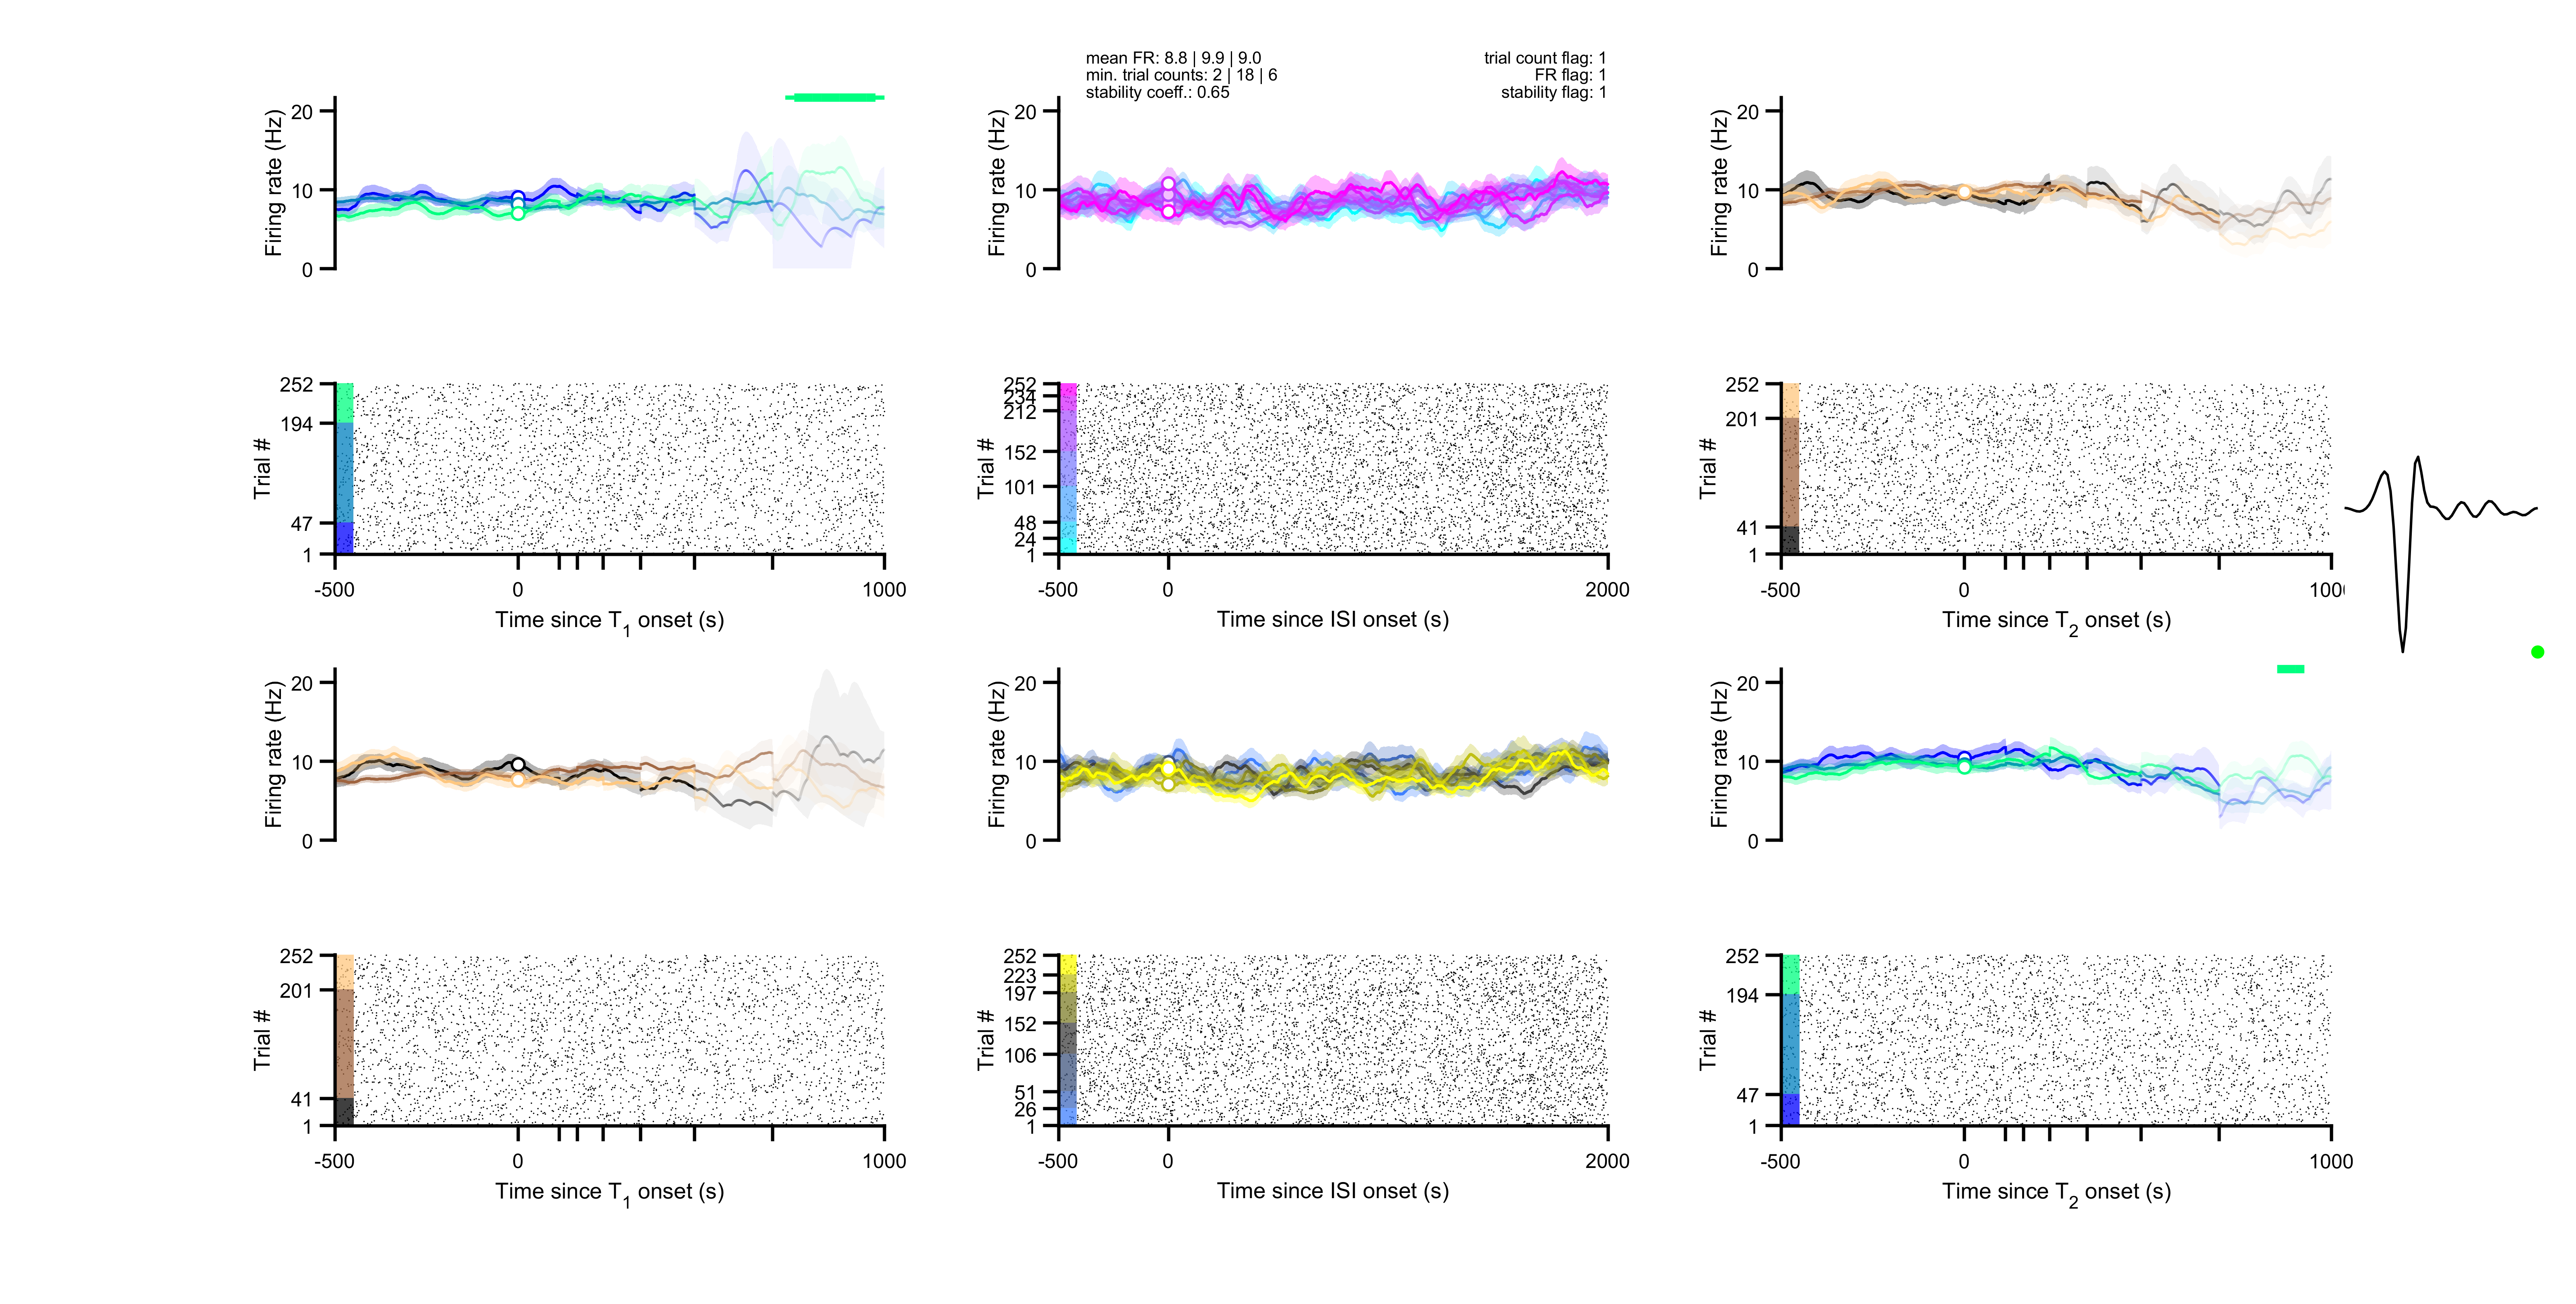 mean FR: 8.8 | 9.9 | 9.0
min. trial counts: 2 | 18 | 6
stability coeff.: 0.65
trial count flag: 1
FR flag: 1
stability flag: 1
Firing rate (Hz)
20
10
0
Firing rate (Hz)
20
10
0
Firing rate (Hz)
20
10
0
Trial #
252
194
47
1
-500
0
1000
Time since T1 onset (s)
Trial #
252
234
212
152
101
48
24
1
-500
0
2000
Time since ISI onset (s)
Trial #
252
201
41
1
-500
0
100
Time since T2 onset (s)
Firing rate (Hz)
20
10
0
Firing rate (Hz)
20
10
0
Firing rate (Hz)
20
10
0
Trial #
252
201
41
1
-500
0
1000
Time since T1 onset (s)
Trial #
252
223
197
152
106
51
26
1
-500
0
2000
Time since ISI onset (s)
Trial #
252
194
47
1
-500
0
1000
Time since T2 onset (s)